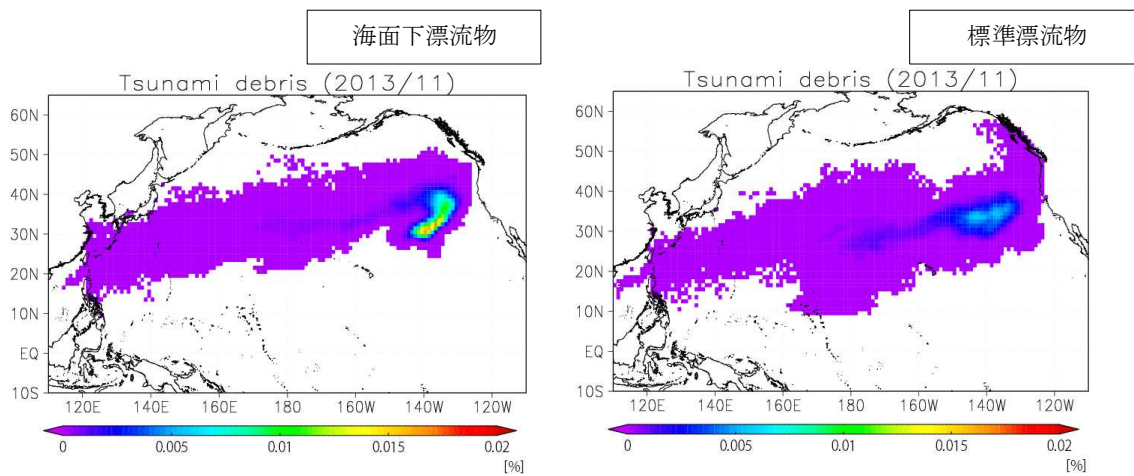 海面下漂流物
Tsunami debris (2013/11)
60N
50N
40N
30N
20N
10N
EQ
10S
120E 140E 160E 180 160W 140W 120W
0 0.005 0.01 0.015 0.02
[%]
標準漂流物
Tsunami debris (2013/11)
60N
50N
40N
30N
20N
10N
EQ
10S
120E 140E 160E 180 160W 140W 120W
0 0.005 0.01 0.015 0.02
[%]